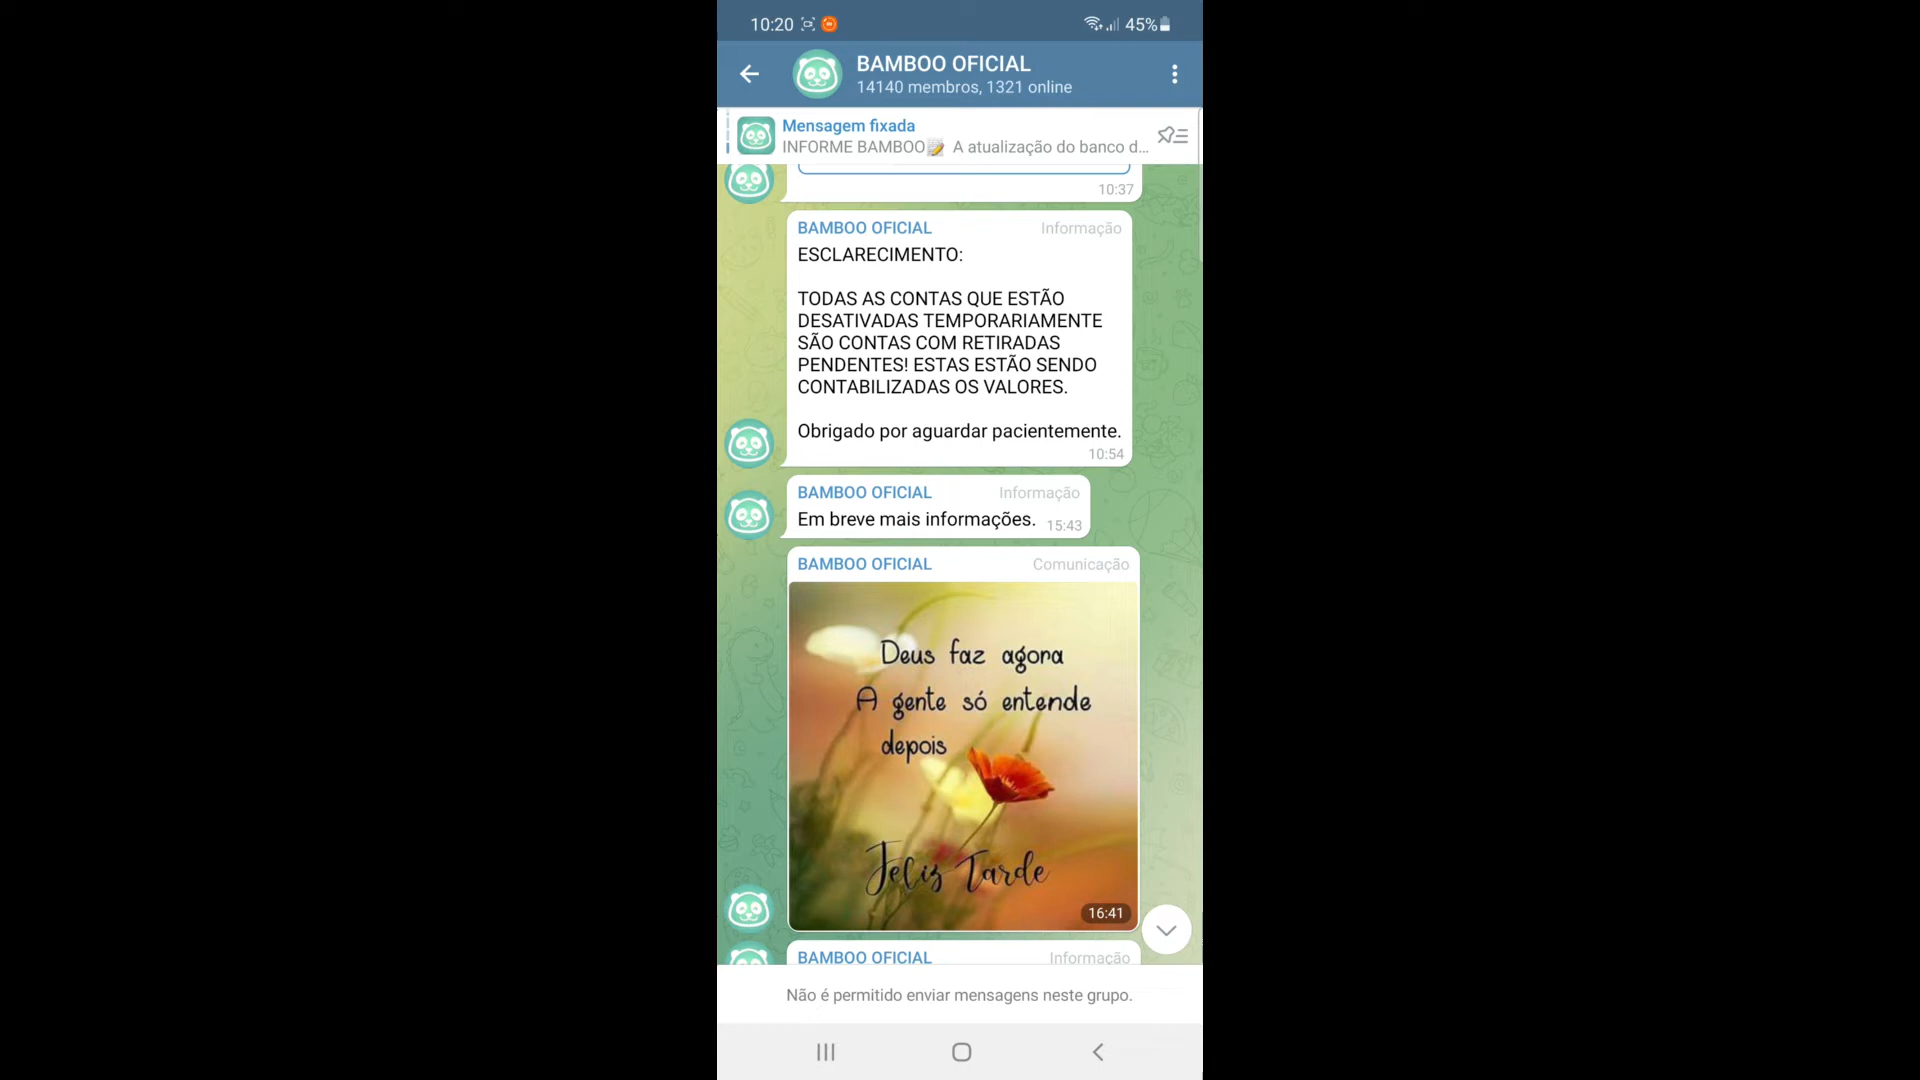 10:20
45%
BAMBOO OFICIAL
14140 membros, 1321 online
Mensagem fixada
INFORME BAMBOO📝 A atualização do banco d...
10:37
BAMBOO OFICIAL Informação
ESCLARECIMENTO:
TODAS AS CONTAS QUE ESTÃO
DESATIVADAS TEMPORARIAMENTE
SÃO CONTAS COM RETIRADAS
PENDENTES! ESTAS ESTÃO SENDO
CONTABILIZADAS OS VALORES.
Obrigado por aguardar pacientemente.
10:54
BAMBOO OFICIAL Informação
Em breve mais informações. 15:43
BAMBOO OFICIAL Comunicação
Deus faz agora
A gente só entende
depois
Feliz Tarde
16:41
BAMBOO OFICIAL Informação
Não é permitido enviar mensagens neste grupo.